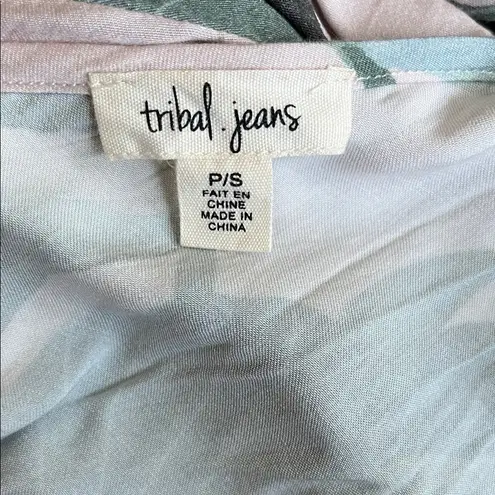 tribal.jeans
P/S
FAIT EN
CHINE
MADE IN
CHINA